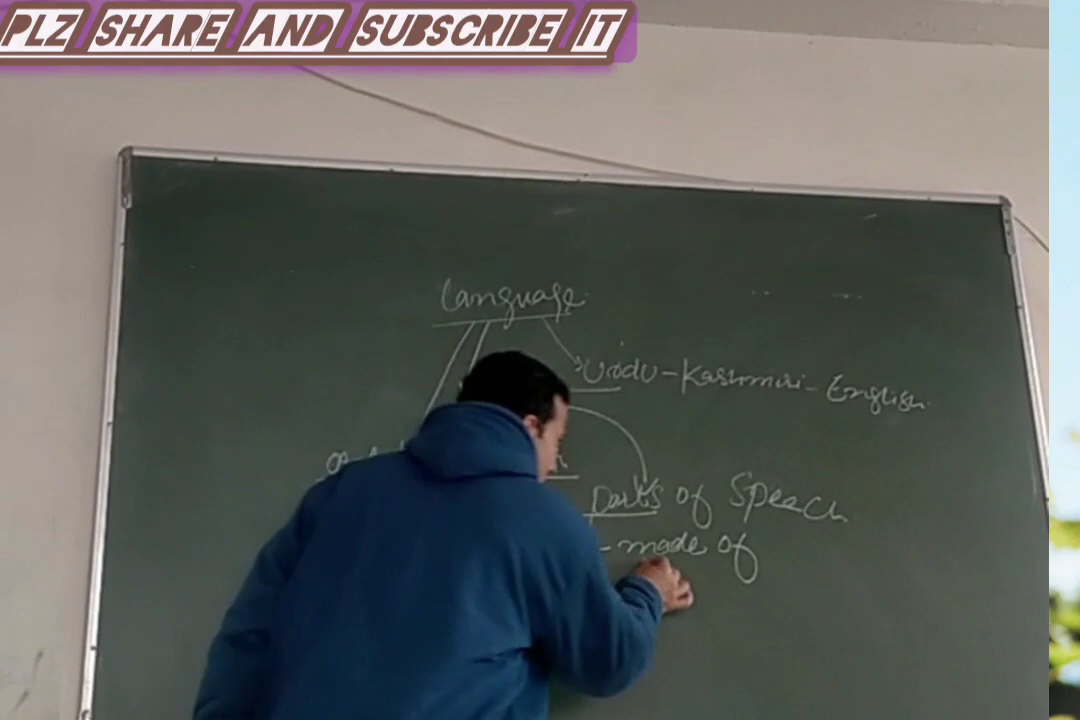 PLZ SHARE AND SUBSCRIBE IT
Language
Urdu - Kashmiri - English
Parts of Speech
- made of